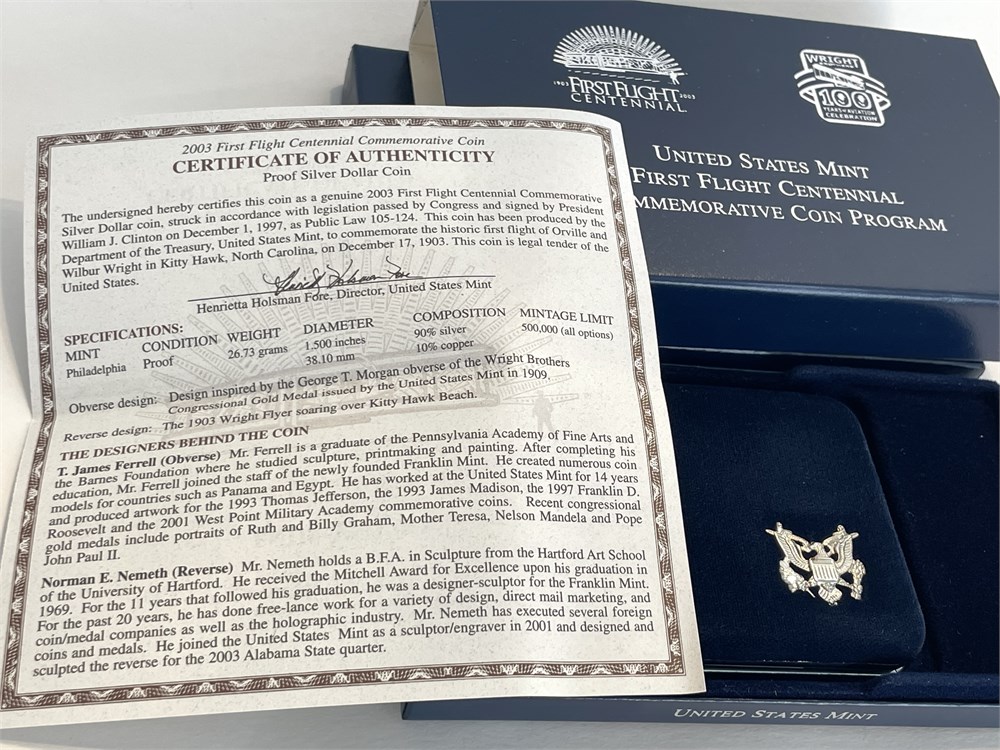 2003 First Flight Centennial Commemorative Coin
CERTIFICATE OF AUTHENTICITY
Proof Silver Dollar Coin
The undersigned hereby certifies this coin as a genuine 2003 First Flight Centennial Commemorative
Silver Dollar coin, struck in accordance with legislation passed by Congress and signed by President
William J. Clinton on December 1, 1997, as Public Law 105-124. This coin has been produced by the
Department of the Treasury, United States Mint, to commemorate the historic first flight of Orville and
Wilbur Wright in Kitty Hawk, North Carolina, on December 17, 1903. This coin is legal tender of the
United States.
Henrietta Holsman Fore, Director, United States Mint
SPECIFICATIONS:
MINT CONDITION WEIGHT DIAMETER COMPOSITION MINTAGE LIMIT
Philadelphia Proof 26.73 grams 1.500 inches 90% silver 500,000 (all options)
38.10 mm 10% copper
Obverse design: Design inspired by the George T. Morgan obverse of the Wright Brothers
Congressional Gold Medal issued by the United States Mint in 1909.
Reverse design: The 1903 Wright Flyer soaring over Kitty Hawk Beach.
THE DESIGNERS BEHIND THE COIN
T. James Ferrell (Obverse) Mr. Ferrell is a graduate of the Pennsylvania Academy of Fine Arts and
the Barnes Foundation where he studied sculpture, printmaking and painting. After completing his
education, Mr. Ferrell joined the staff of the newly founded Franklin Mint. He created numerous coin
models for countries such as Panama and Egypt. He has worked at the United States Mint for 14 years
and produced artwork for the 1993 Thomas Jefferson, the 1993 James Madison, the 1997 Franklin D.
Roosevelt and the 2001 West Point Military Academy commemorative coins. Recent congressional
gold medals include portraits of Ruth and Billy Graham, Mother Teresa, Nelson Mandela and Pope
John Paul II.
Norman E. Nemeth (Reverse) Mr. Nemeth holds a B.F.A. in Sculpture from the Hartford Art School
of the University of Hartford. He received the Mitchell Award for Excellence upon his graduation in
1969. For the 11 years that followed his graduation, he was a designer-sculptor for the Franklin Mint.
For the past 20 years, he has done free-lance work for a variety of design, direct mail marketing, and
coin/medal companies as well as the holographic industry. Mr. Nemeth has executed several foreign
coins and medals. He joined the United States Mint as a sculptor/engraver in 2001 and designed and
sculpted the reverse for the 2003 Alabama State quarter.
1903 FIRST FLIGHT 2003
CENTENNIAL
WRIGHT
100
YEARS OF AVIATION
CELEBRATION
UNITED STATES MINT
FIRST FLIGHT CENTENNIAL
OMMEMORATIVE COIN PROGRAM
UNITED STATES MINT